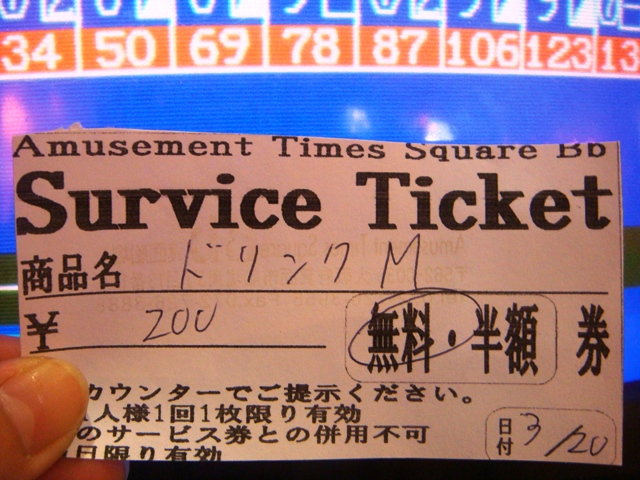 34 50 69 78 87 106 123 13
Amusement Times Square Bb
Survice Ticket
商品名 ドリンクM
¥ 200 無料・半額 券
カウンターでご提示ください。
人様1回1枚限り有効
のサービス券との併用不可
日限り有効
日付 3/20